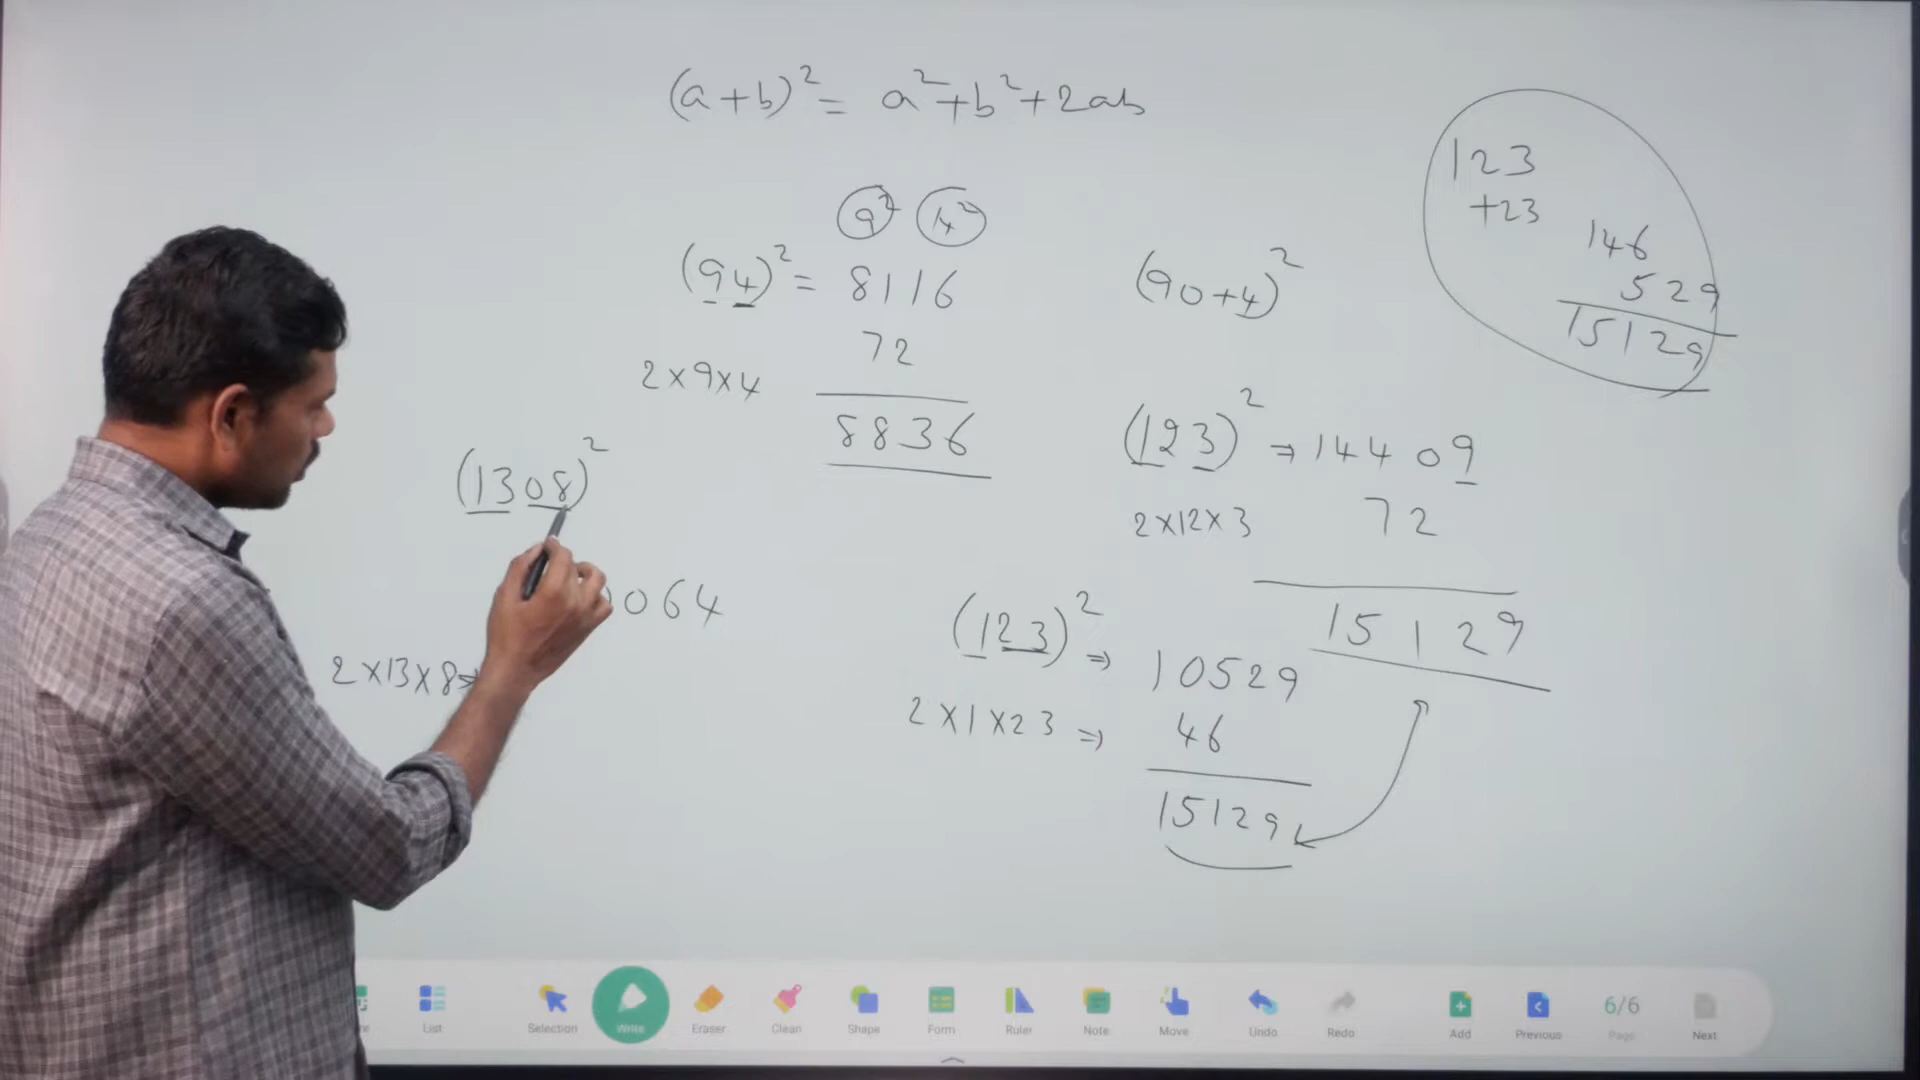 (a+b)² = a²+b²+2ab
9² 4²
(94)² = 8116
72
2×9×4
8836
(90+4)²
123
+23
146
529
15129
(123)² ⇒ 14409
2×12×3 72
15129
(1308)²
064
2×13×8
(123)² ⇒ 10529
2×1×23 ⇒ 46
15129
List
Selection
Write
Eraser
Clean
Shape
Form
Ruler
Note
Move
Undo
Redo
Add
Previous
6/6
Page
Next